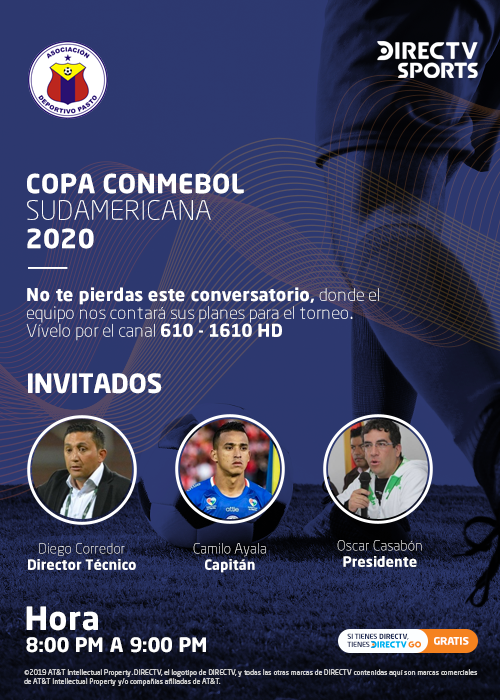 ASOCIACIÓN
DEPORTIVO PASTO
DIRECTV
SPORTS
COPA CONMEBOL
SUDAMERICANA
2020
No te pierdas este conversatorio, donde el
equipo nos contará sus planes para el torneo.
Vívelo por el canal 610 - 1610 HD
INVITADOS
Diego Corredor
Director Técnico
Camilo Ayala
Capitán
Oscar Casabón
Presidente
Hora
8:00 PM A 9:00 PM
SI TIENES DIRECTV,
TIENES DIRECTV GO
GRATIS
©2019 AT&T Intellectual Property. DIRECTV, el logotipo de DIRECTV, y todas las otras marcas de DIRECTV contenidas aquí son marcas comerciales
de AT&T Intellectual Property y/o compañías afiliadas de AT&T.